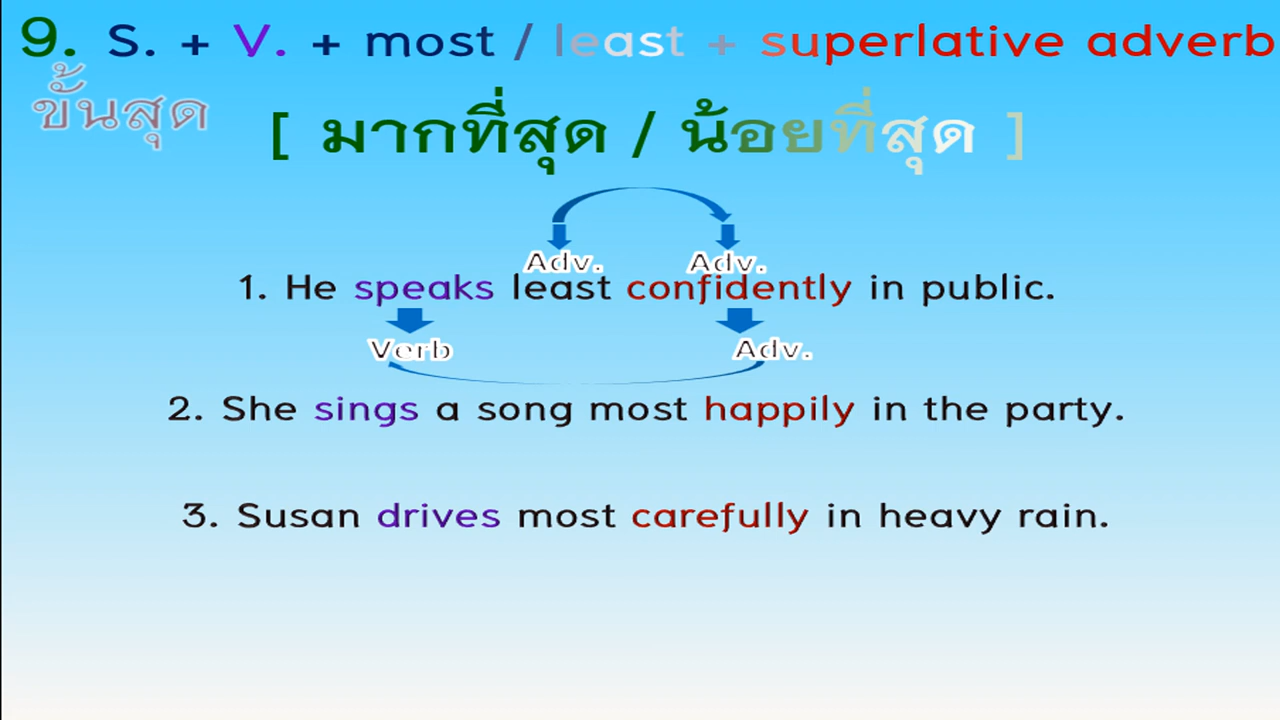 9. S. + V. + most / least + superlative adverb
ขั้นสุด
[ มากที่สุด / น้อยที่สุด ]
Adv. Adv.
1. He speaks least confidently in public.
Verb Adv.
2. She sings a song most happily in the party.
3. Susan drives most carefully in heavy rain.